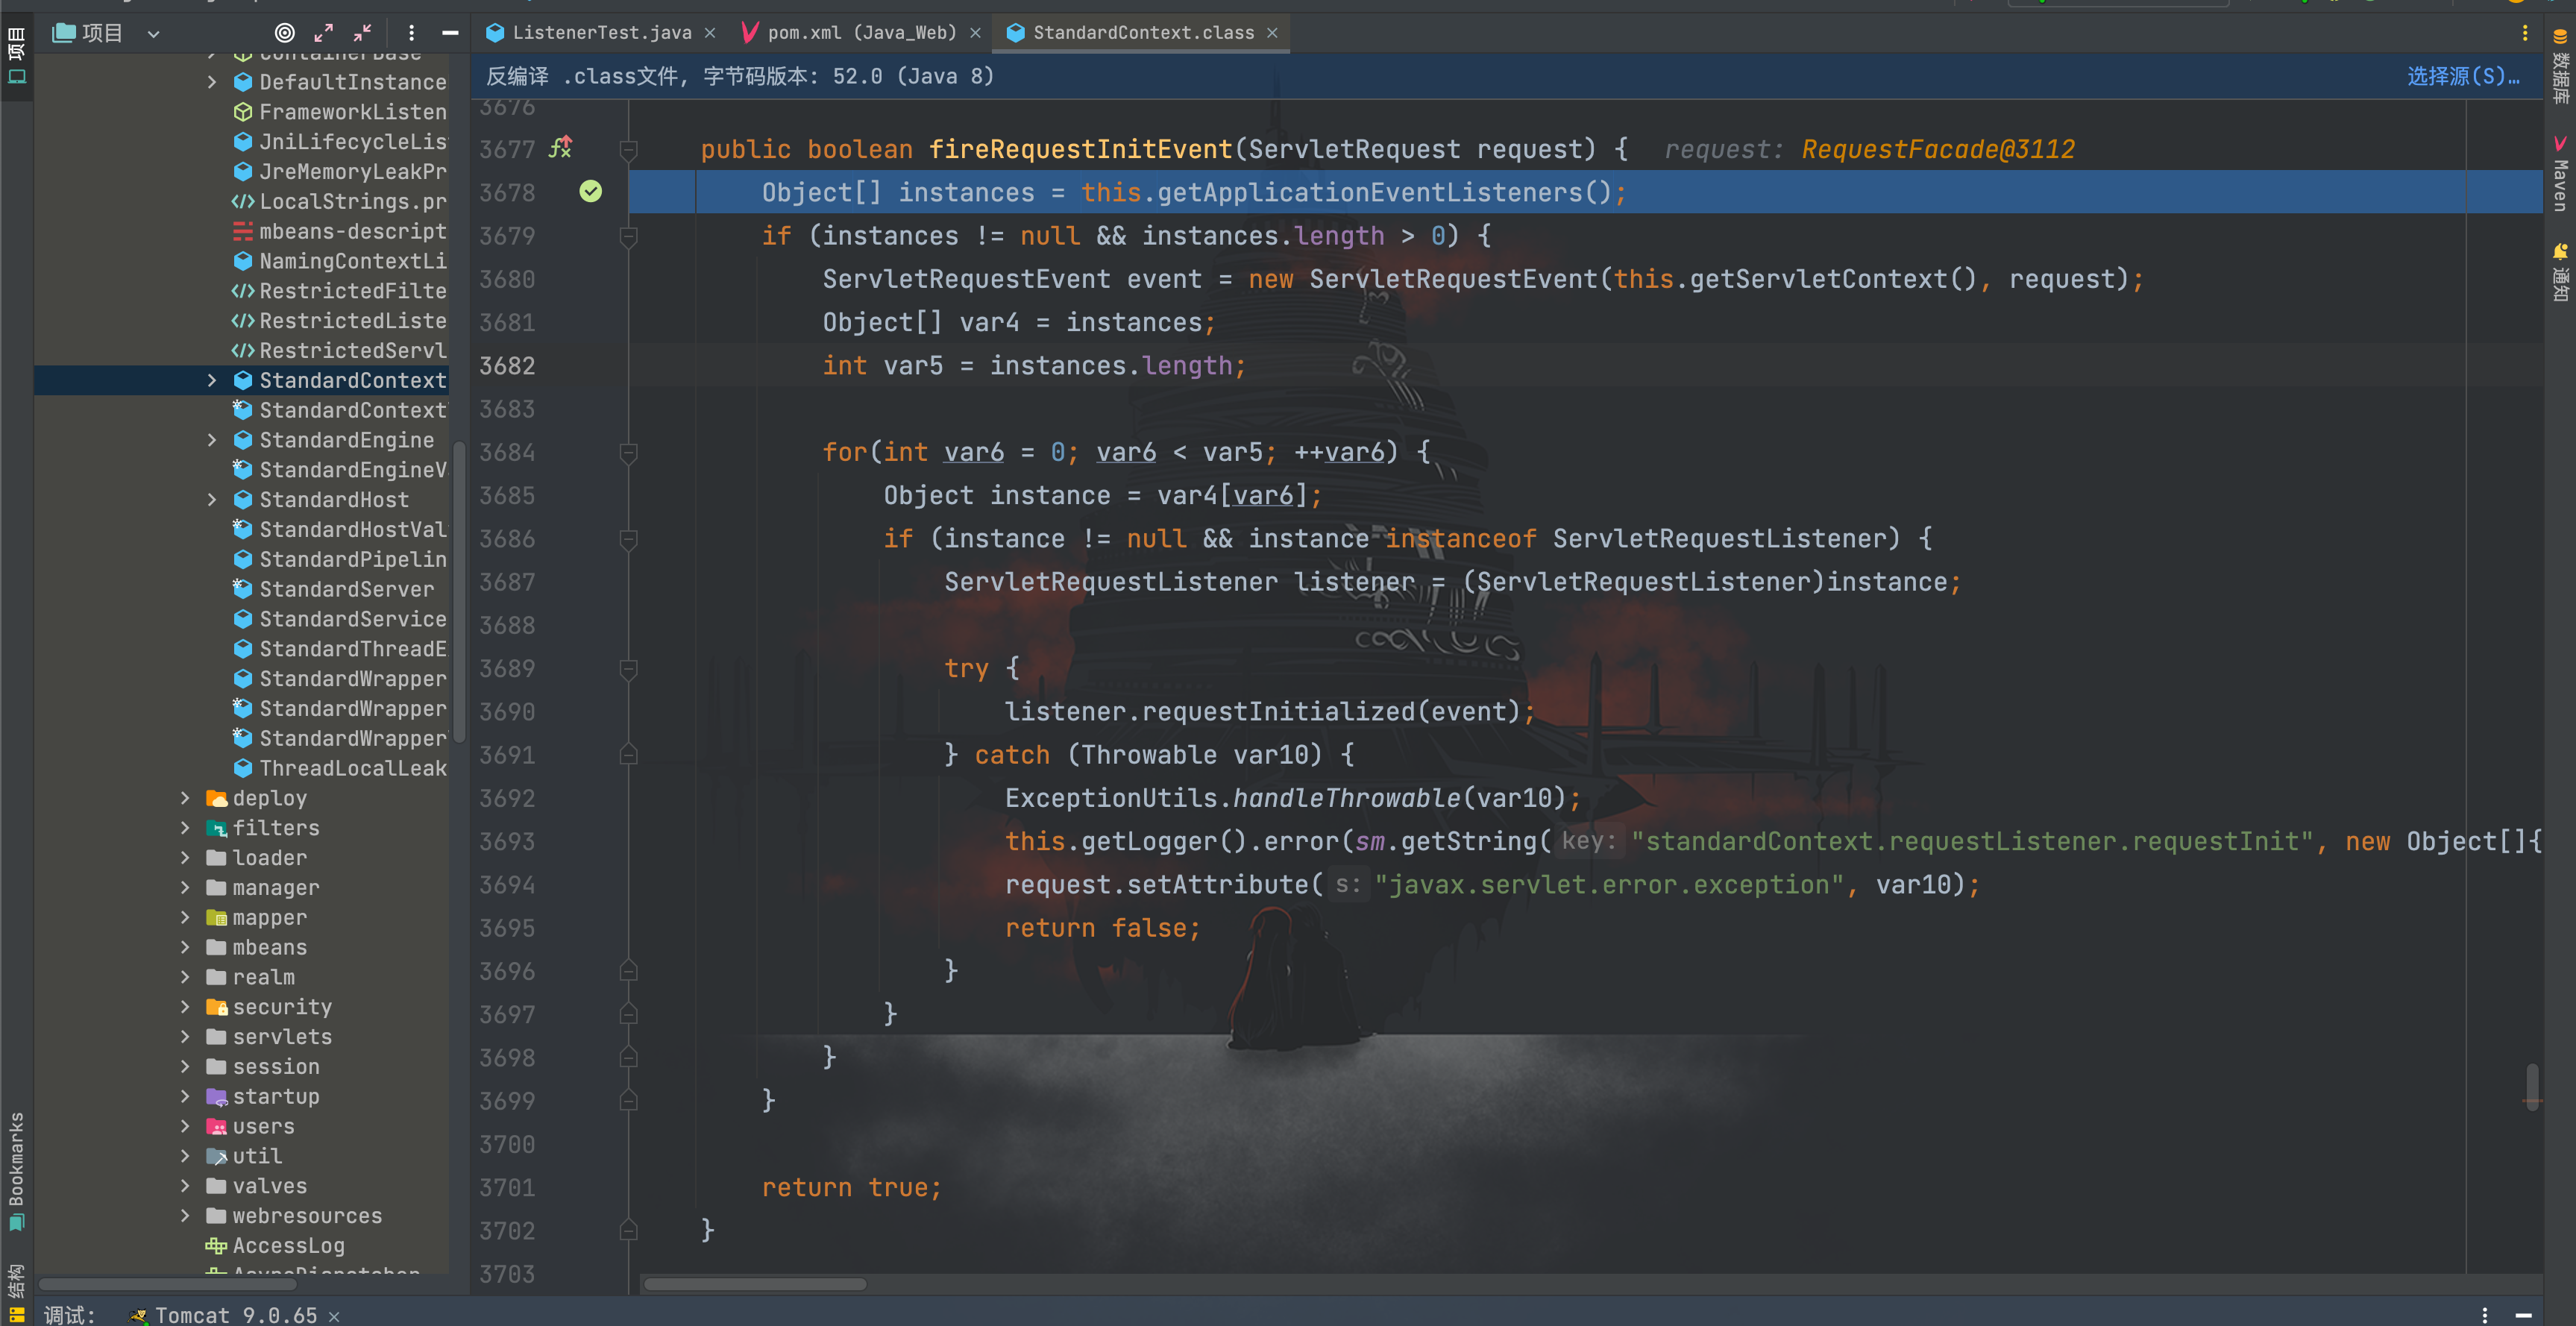 项目
ListenerTest.java
pom.xml (Java_Web)
StandardContext.class
反编译 .class文件, 字节码版本: 52.0 (Java 8)
选择源(S)…
项目
Bookmarks
结构
数据库
Maven
通知
ContainerBase
DefaultInstance
FrameworkListen
JniLifecycleLis
JreMemoryLeakPr
LocalStrings.pr
mbeans-descript
NamingContextLi
RestrictedFilte
RestrictedListe
RestrictedServl
StandardContext
StandardContext
StandardEngine
StandardEngineV
StandardHost
StandardHostVal
StandardPipelin
StandardServer
StandardService
StandardThreadE
StandardWrapper
StandardWrapper
StandardWrapper
ThreadLocalLeak
deploy
filters
loader
manager
mapper
mbeans
realm
security
servlets
session
startup
users
util
valves
webresources
AccessLog
AsyncDispatcher
3676
3677 public boolean fireRequestInitEvent(ServletRequest request) { request: RequestFacade@3112
3678 Object[] instances = this.getApplicationEventListeners();
3679 if (instances != null && instances.length > 0) {
3680 ServletRequestEvent event = new ServletRequestEvent(this.getServletContext(), request);
3681 Object[] var4 = instances;
3682 int var5 = instances.length;
3683
3684 for(int var6 = 0; var6 < var5; ++var6) {
3685 Object instance = var4[var6];
3686 if (instance != null && instance instanceof ServletRequestListener) {
3687 ServletRequestListener listener = (ServletRequestListener)instance;
3688
3689 try {
3690 listener.requestInitialized(event);
3691 } catch (Throwable var10) {
3692 ExceptionUtils.handleThrowable(var10);
3693 this.getLogger().error(sm.getString( key: "standardContext.requestListener.requestInit", new Object[]{
3694 request.setAttribute( s: "javax.servlet.error.exception", var10);
3695 return false;
3696 }
3697 }
3698 }
3699 }
3700
3701 return true;
3702 }
3703
调试: Tomcat 9.0.65